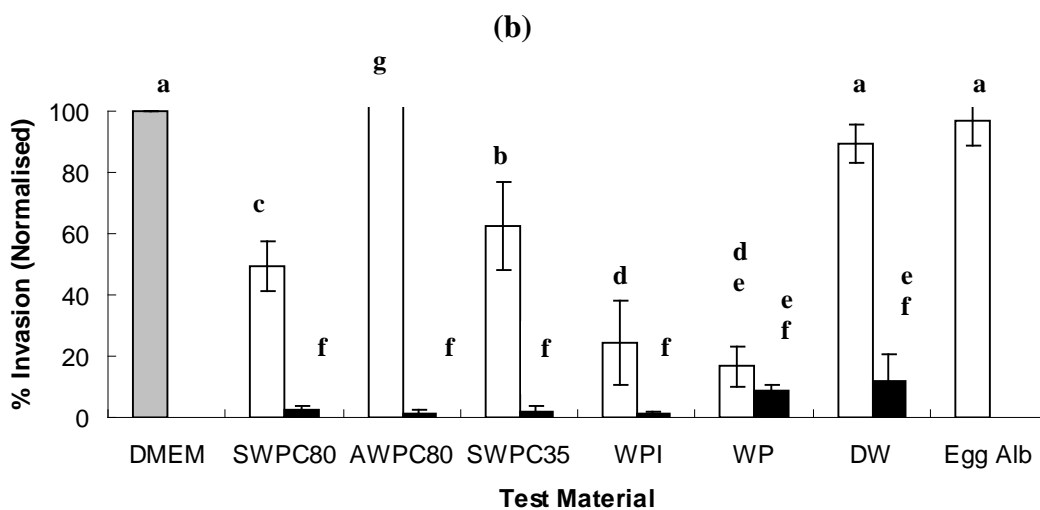 (b)
g
a
a
a
b
c
d
d
e
e
f
e
f
f
f
f
f
100
80
60
40
20
0
% Invasion (Normalised)
DMEM SWPC80 AWPC80 SWPC35 WPI WP DW Egg Alb
Test Material